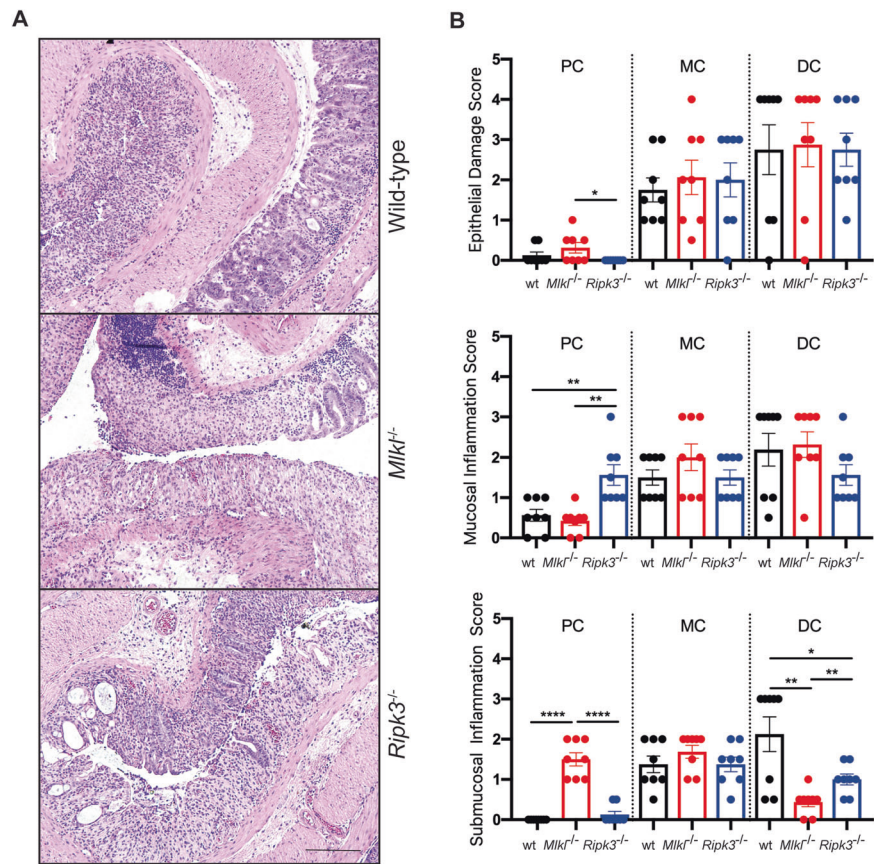 A
Wild-type
Mlkl-/-
Ripk3-/-
B
Epithelial Damage Score
5
4
3
2
1
0
PC MC DC
*
wt Mlkl-/- Ripk3-/- wt Mlkl-/- Ripk3-/- wt Mlkl-/- Ripk3-/-
Mucosal Inflammation Score
5
4
3
2
1
0
PC MC DC
**
**
wt Mlkl-/- Ripk3-/- wt Mlkl-/- Ripk3-/- wt Mlkl-/- Ripk3-/-
Submucosal Inflammation Score
5
4
3
2
1
0
PC MC DC
*
** **
**** ****
wt Mlkl-/- Ripk3-/- wt Mlkl-/- Ripk3-/- wt Mlkl-/- Ripk3-/-